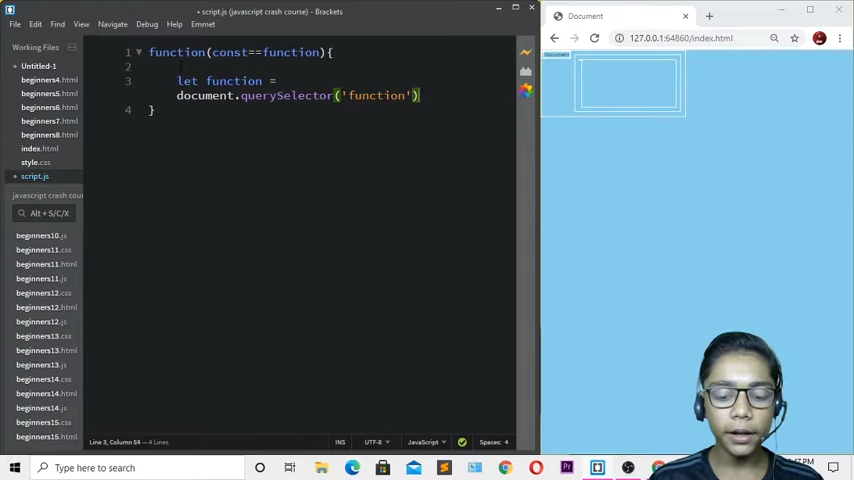 script.js (javascript crash course) - Brackets
File Edit Find View Navigate Debug Help Emmet
Working Files
Untitled-1
beginners4.html
beginners5.html
beginners6.html
beginners7.html
beginners8.html
index.html
style.css
script.js
javascript crash cour
Alt + S/C/X
beginners10.js
beginners11.css
beginners11.html
beginners11.js
beginners12.css
beginners12.html
beginners12.js
beginners13.css
beginners13.html
beginners13.js
beginners14.css
beginners14.html
beginners14.js
beginners15.css
beginners15.html
1 function(const==function){
2
3 let function =
document.querySelector('function')
4 }
Line 3, Column 54 — 4 Lines
INS UTF-8 JavaScript Spaces: 4
Document
127.0.0.1:64860/index.html
Document
Type here to search